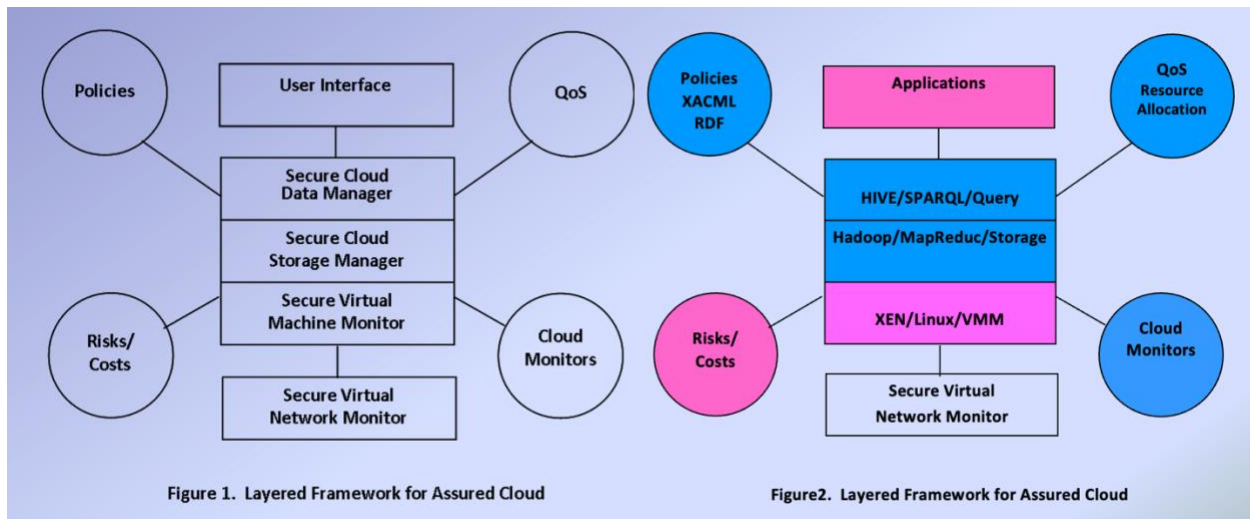 Policies
User Interface
QoS
Secure Cloud
Data Manager
Secure Cloud
Storage Manager
Secure Virtual
Machine Monitor
Risks/
Costs
Cloud
Monitors
Secure Virtual
Network Monitor
Figure 1. Layered Framework for Assured Cloud
Policies
XACML
RDF
Applications
QoS
Resource
Allocation
HIVE/SPARQL/Query
Hadoop/MapReduc/Storage
XEN/Linux/VMM
Risks/
Costs
Cloud
Monitors
Secure Virtual
Network Monitor
Figure2. Layered Framework for Assured Cloud